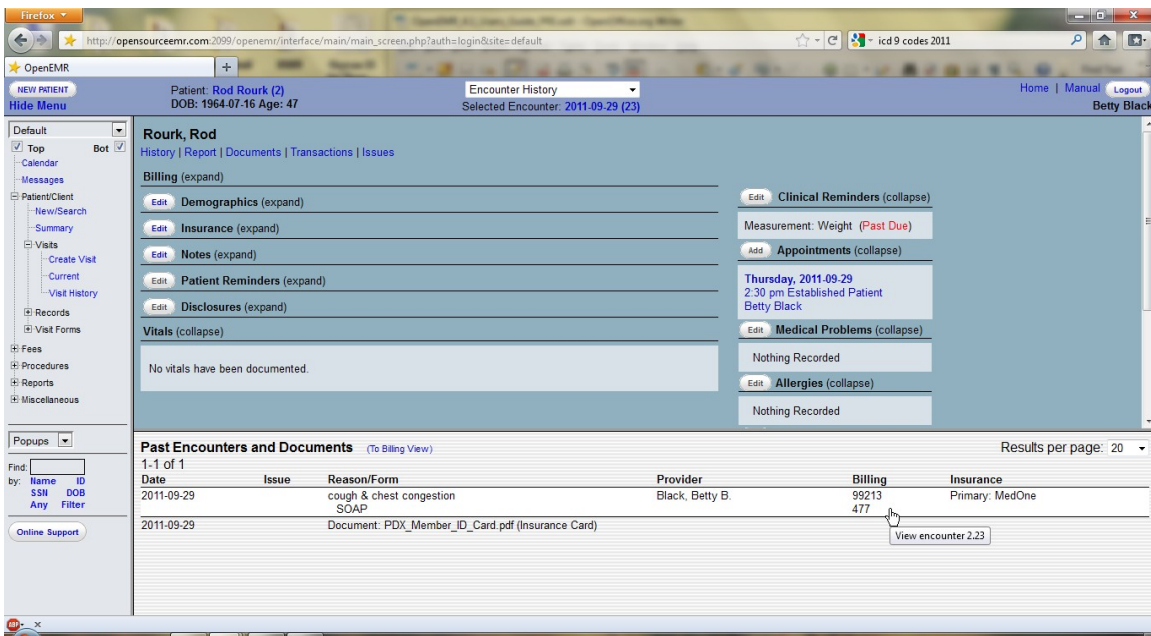 Firefox
http://opensourceemr.com:2099/openemr/interface/main/main_screen.php?auth=login&site=default
icd 9 codes 2011
OpenEMR
+
NEW PATIENT
Hide Menu
Patient: Rod Rourk (2)
DOB: 1964-07-16 Age: 47
Encounter History
Selected Encounter: 2011-09-29 (23)
Home | Manual Logout
Betty Black
Default
Top Bot
Calendar
Messages
Patient/Client
New/Search
Summary
Visits
Create Visit
Current
Visit History
Records
Visit Forms
Fees
Procedures
Reports
Miscellaneous
Popups
Find:
by: Name ID
SSN DOB
Any Filter
Online Support
Rourk, Rod
History | Report | Documents | Transactions | Issues
Billing (expand)
Edit Demographics (expand)
Edit Insurance (expand)
Edit Notes (expand)
Edit Patient Reminders (expand)
Edit Disclosures (expand)
Vitals (collapse)
No vitals have been documented.
Edit Clinical Reminders (collapse)
Measurement: Weight (Past Due)
Add Appointments (collapse)
Thursday, 2011-09-29
2:30 pm Established Patient
Betty Black
Edit Medical Problems (collapse)
Nothing Recorded
Edit Allergies (collapse)
Nothing Recorded
Past Encounters and Documents (To Billing View) Results per page: 20
1-1 of 1
Date Issue Reason/Form Provider Billing Insurance
2011-09-29 cough & chest congestion Black, Betty B. 99213 Primary: MedOne
SOAP 477
2011-09-29 Document: PDX_Member_ID_Card.pdf (Insurance Card)
View encounter 2.23
ABP
x